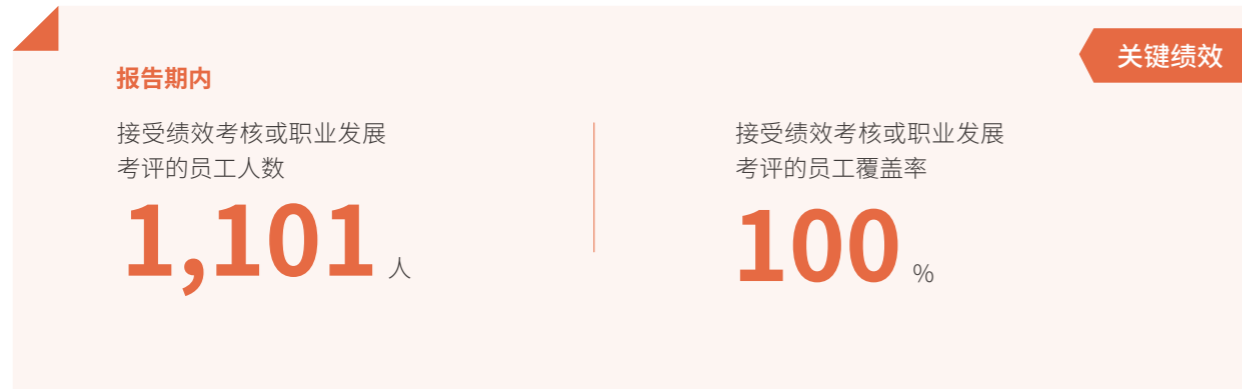 关键绩效
报告期内
接受绩效考核或职业发展
考评的员工人数
1,101 人
接受绩效考核或职业发展
考评的员工覆盖率
100 %